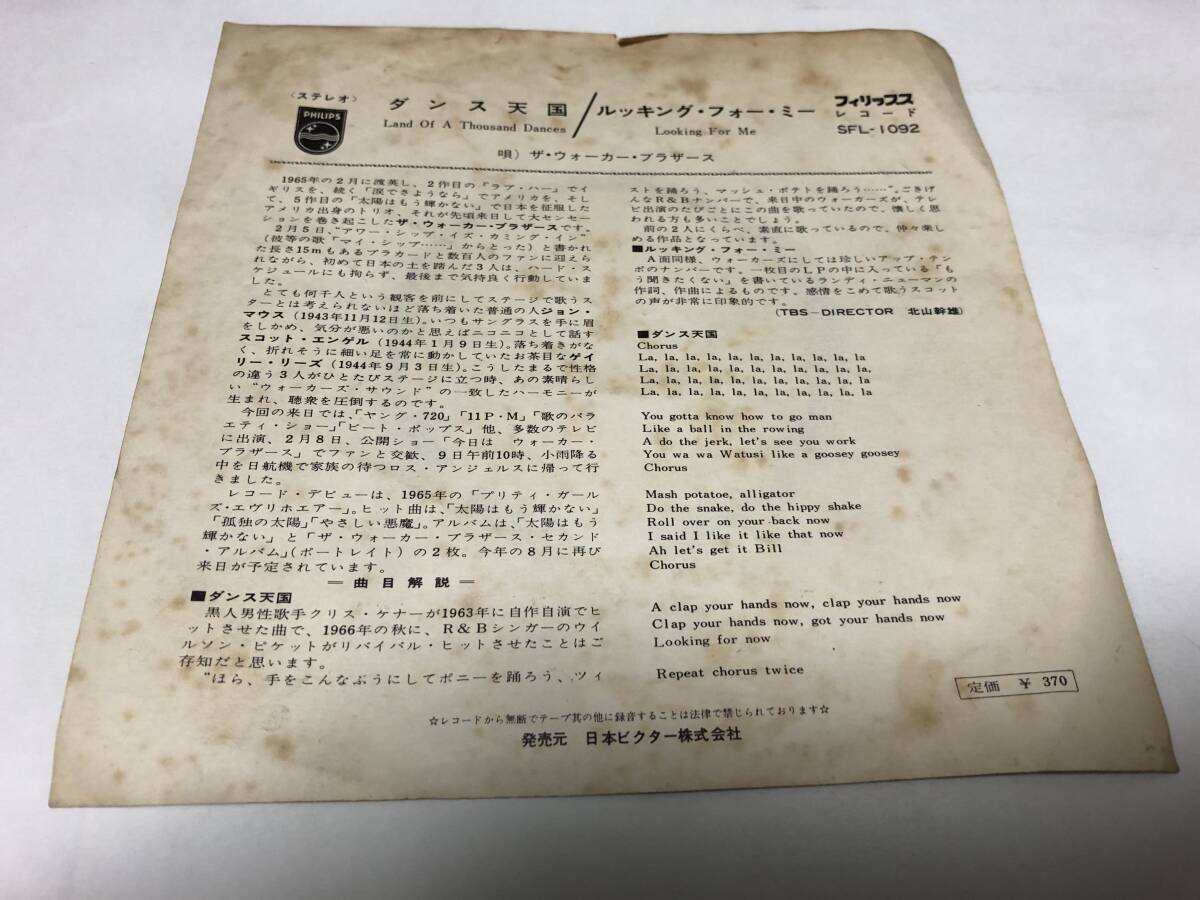 〈ステレオ〉
PHILIPS
ダンス天国/ルッキング・フォー・ミー
Land Of A Thousand Dances
Looking For Me
フィリップス
レコード
SFL-1092
唄) ザ・ウォーカー・ブラザース
1965年の2月に渡英し、2作目の「ラブ・ハー」でイ
ギリスを、続く「涙でさようなら」でアメリカを、そし
て、5作目の「太陽はもう輝かない」で日本を征服した
アメリカ出身のトリオ、それが先頃来日して大センセー
ションを巻き起こしたザ・ウォーカー・ブラザースです。
2月5日、"アワー・シップ・イズ・カミング・イン"
(彼等の歌「マイ・シップ……」からとった) と書かれ
た長さ15mもあるプラカードと数百人のファンに迎えら
れながら、初めて日本の土を踏んだ3人は、ハード・ス
ケジュールにも拘らず、最後まで気持良く行動していま
した。
とても何千人という観客を前にしてステージで歌うス
ターとは考えられないほど落ち着いた普通の人ジョン・
マウス (1943年11月12日生)。いつもサングラスを手に眉
をしかめ、気分が悪いのかと思えばニコニコとして話す
スコット・エンゲル (1944年1月9日生)。落ち着きがな
く、折れそうに細い足を常に動かしていたお茶目なゲイ
リー・リーズ (1944年9月3日生)。こうしたまるで性格
の違う3人がひとたびステージに立つ時、あの素晴らし
い "ウォーカーズ・サウンド" の一致したハーモニーが
生まれ、聴衆を圧倒するのです。
今回の来日では、「ヤング・720」「11P・M」「歌のバラ
エティ・ショー」「ビート・ポップス」他、多数のテレビ
に出演、2月8日、公開ショー「今日は ウォーカー・
ブラザース」でファンと交歓、9日午前10時、小雨降る
中を日航機で家族の待つロス・アンジェルスに帰って行
きました。
レコード・デビューは、1965年の「プリティ・ガール
ズ・エヴリホエアー」。ヒット曲は、「太陽はもう輝かない」
「孤独の太陽」「やさしい悪魔」。アルバムは、「太陽はもう
輝かない」と「ザ・ウォーカー・ブラザース・セカンド
・アルバム」(ポートレイト) の2枚。今年の8月に再び
来日が予定されています。
=曲目解説=
■ダンス天国
黒人男性歌手クリス・ケナーが1963年に自作自演でヒ
ットさせた曲で、1966年の秋に、R&Bシンガーのウイ
ルソン・ピケットがリバイバル・ヒットさせたことはご
存知だと思います。
"ほら、手をこんなぶうにしてポニーを踊ろう、ツィ
ストを踊ろう、マッシュ・ポテトを踊ろう……"。ごきげ
んなR&Bナンバーで、来日中のウォーカーズが、テレ
ビ出演のたびごとにこの曲を歌っていたので、懐しく思
われる方も多いことでしょう。
前の2人にくらべ、素直に歌っているので、仲々楽し
める作品となっています。
■ルッキング・フォー・ミー
A面同様、ウォーカーズにしては珍しいアップ・テン
ポのナンバーです。一枚目のLPの中に入っている「も
う聞きたくない」を書いているランディ・ニューマンの
作詞、作曲によるものです。感情をこめて歌うスコット
の声が非常に印象的です。
(TBS-DIRECTOR 北山幹雄)
■ダンス天国
Chorus
La, la, la, la, la, la, la, la, la, la, la
La, la, la, la, la, la, la, la, la, la, la,
La, la, la, la, la, la, la, la, la, la, la
La, la, la, la, la, la, la, la, la, la, la
You gotta know how to go man
Like a ball in the rowing
A do the jerk, let's see you work
You wa wa Watusi like a goosey goosey
Chorus
Mash potatoe, alligator
Do the snake, do the hippy shake
Roll over on your back now
I said I like it like that now
Ah let's get it Bill
Chorus
A clap your hands now, clap your hands now
Clap your hands now, got your hands now
Looking for now
Repeat chorus twice
定価 ¥ 370
☆レコードから無断でテープ其の他に録音することは法律で禁じられております☆
発売元 日本ビクター株式会社